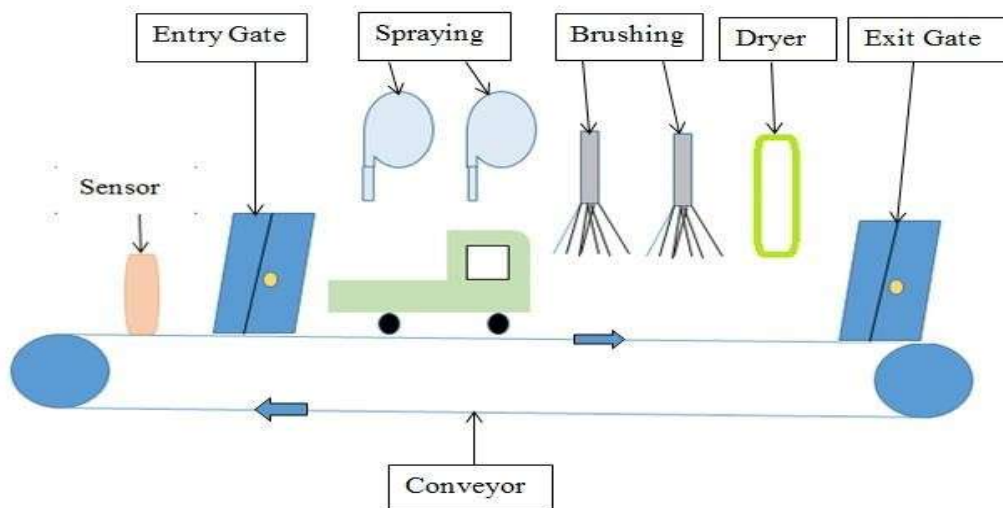 Entry Gate
Spraying
Brushing
Dryer
Exit Gate
Sensor
Conveyor